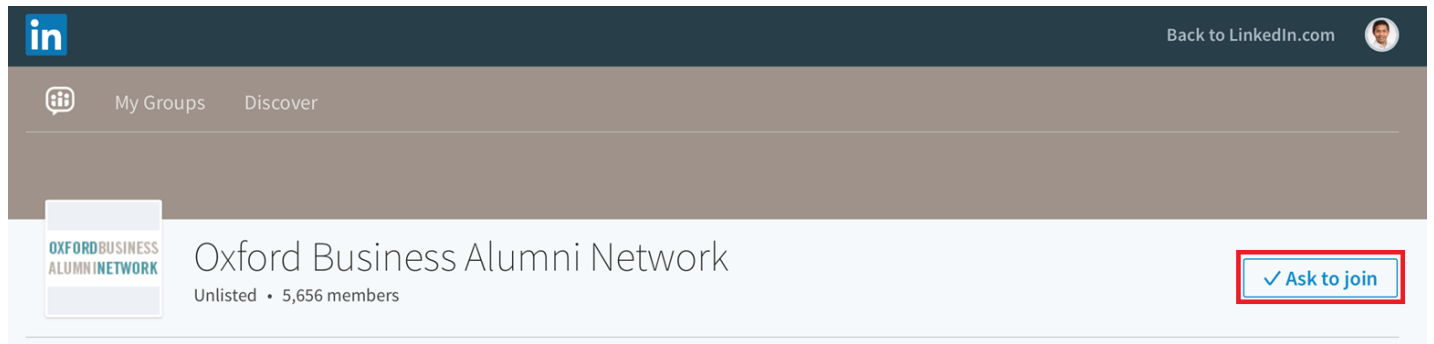 in
Back to LinkedIn.com
My Groups Discover
OXFORDBUSINESS
ALUMNINETWORK
Oxford Business Alumni Network
Unlisted • 5,656 members
Ask to join